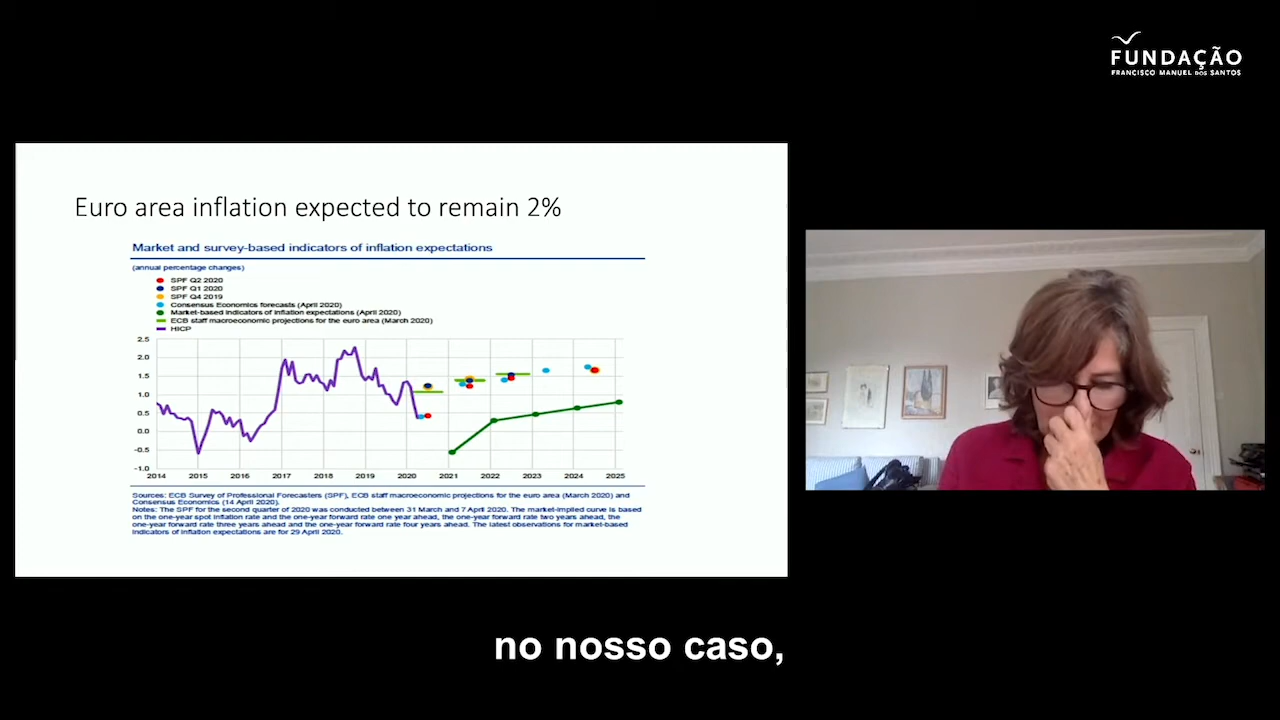 FUNDAÇÃO
FRANCISCO MANUEL DOS SANTOS
Euro area inflation expected to remain 2%
Market and survey-based indicators of inflation expectations
(annual percentage changes)
SPF Q2 2020
SPF Q1 2020
SPF Q4 2019
Consensus Economics forecasts (April 2020)
Market-based indicators of inflation expectations (April 2020)
ECB staff macroeconomic projections for the euro area (March 2020)
HICP
2.5
2.0
1.5
1.0
0.5
0.0
-0.5
-1.0
2014 2015 2016 2017 2018 2019 2020 2021 2022 2023 2024 2025
Sources: ECB Survey of Professional Forecasters (SPF), ECB staff macroeconomic projections for the euro area (March 2020) and
Consensus Economics (14 April 2020).
Notes: The SPF for the second quarter of 2020 was conducted between 31 March and 7 April 2020. The market-implied curve is based
on the one-year spot inflation rate and the one-year forward rate one year ahead, the one-year forward rate two years ahead, the
one-year forward rate three years ahead and the one-year forward rate four years ahead. The latest observations for market-based
indicators of inflation expectations are for 29 April 2020.
no nosso caso,